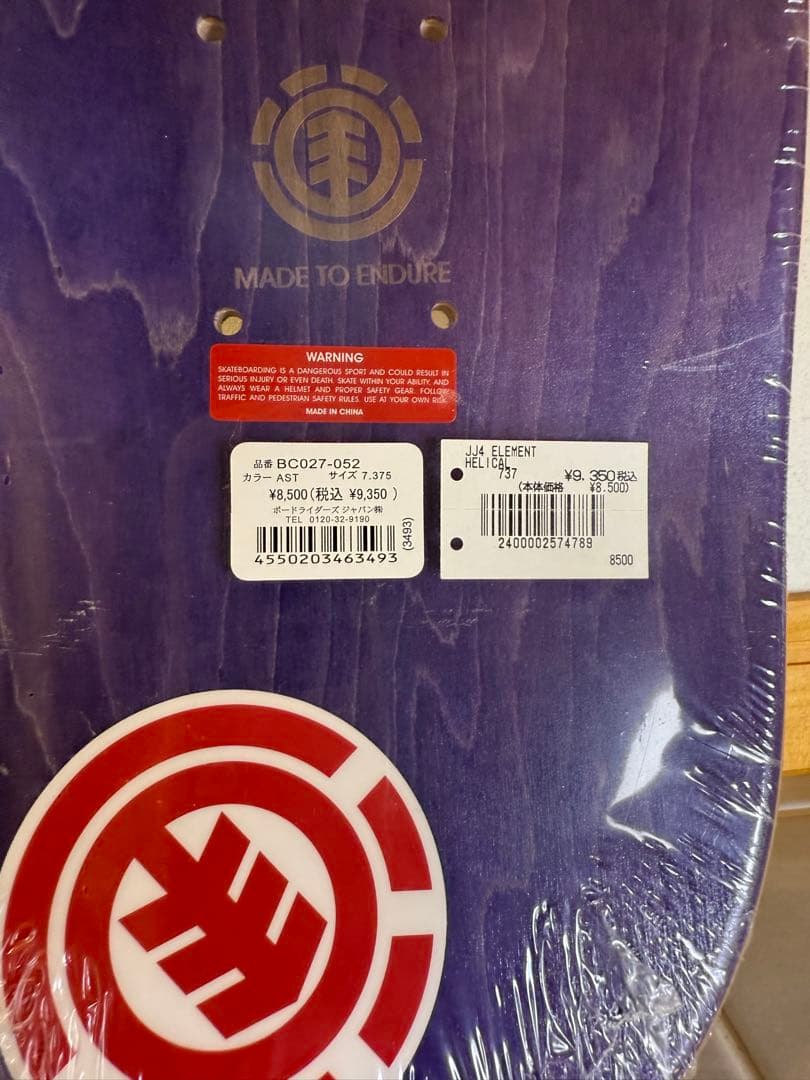 MADE TO ENDURE
WARNING
SKATEBOARDING IS A DANGEROUS SPORT AND COULD RESULT IN
SERIOUS INJURY OR EVEN DEATH. SKATE WITHIN YOUR ABILITY, AND
ALWAYS WEAR A HELMET AND PROPER SAFETY GEAR. FOLLOW
TRAFFIC AND PEDESTRIAN SAFETY RULES. USE AT YOUR OWN RISK.
MADE IN CHINA
品番 BC027-052
カラー AST サイズ 7.375
¥8,500(税込 ¥9,350 )
ボードライダーズ ジャパン㈱
TEL 0120-32-9190
4550203463493
(3493)
JJ4 ELEMENT
HELICAL
737 ¥9,350税込
(本体価格 ¥8,500)
2400002574789
8500